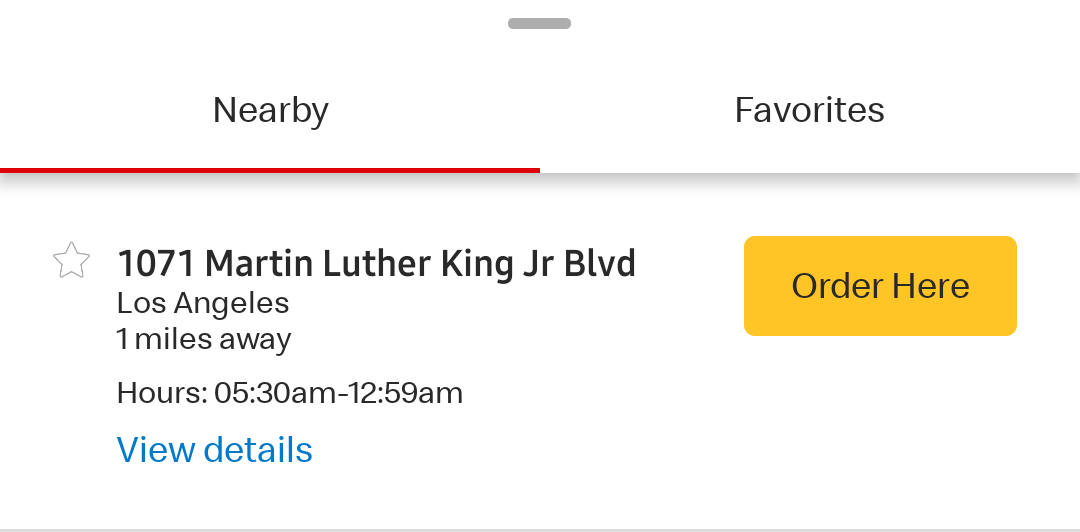 Nearby
Favorites
1071 Martin Luther King Jr Blvd
Los Angeles
1 miles away
Order Here
Hours: 05:30am-12:59am
View details